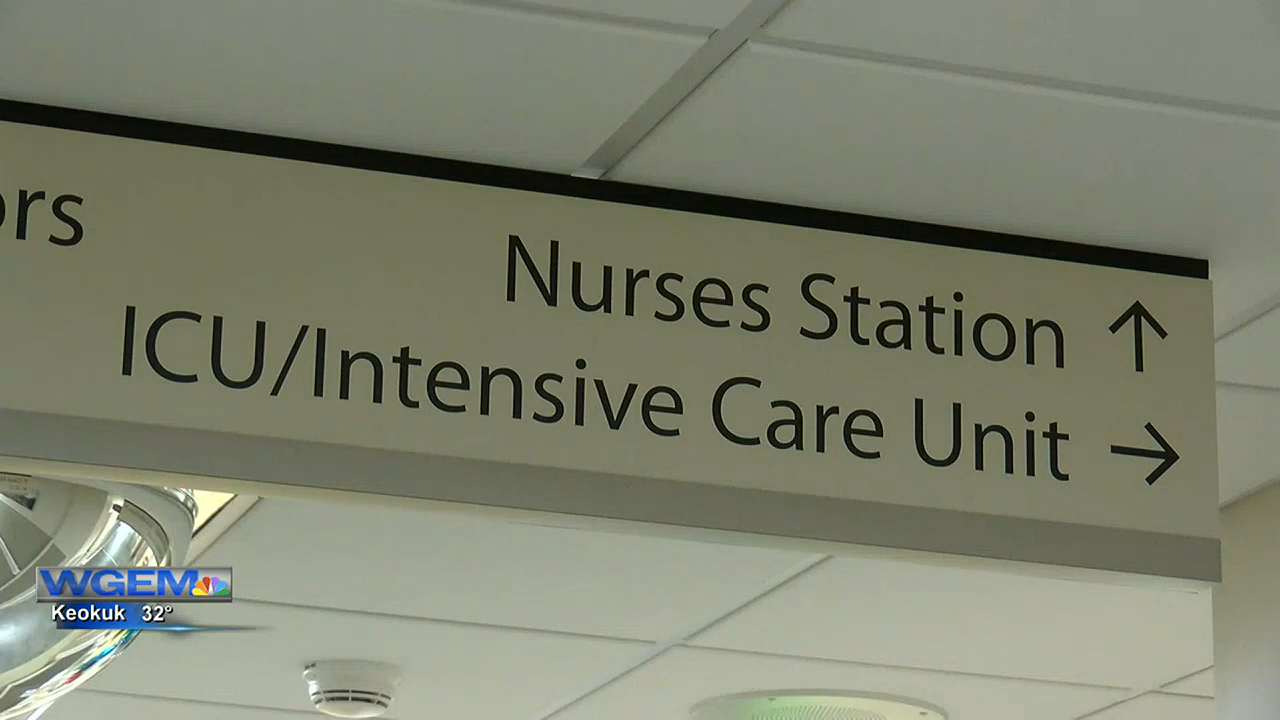 Nurses Station ↑
ICU/Intensive Care Unit →
WGEM
Keokuk 32°